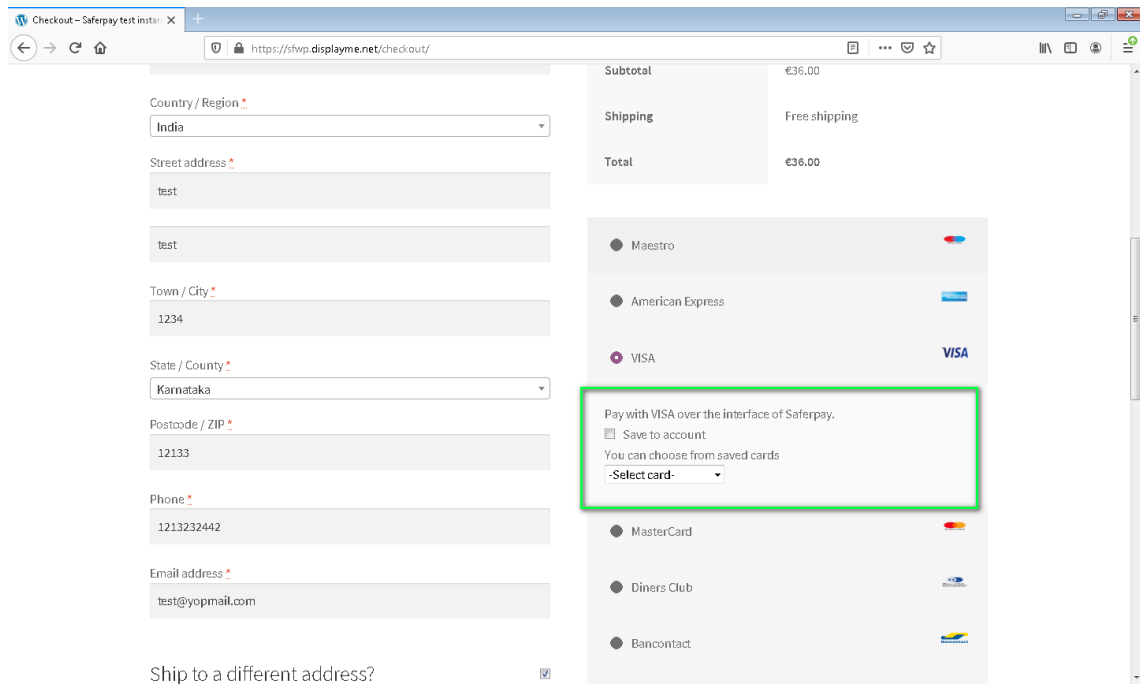 Checkout – Saferpay test instan
https://sfwp.displayme.net/checkout/
Country / Region *
India
Street address *
test
test
Town / City *
1234
State / County *
Karnataka
Postcode / ZIP *
12133
Phone *
1213232442
Email address *
test@yopmail.com
Ship to a different address?
Subtotal €36.00
Shipping Free shipping
Total €36.00
Maestro
American Express
VISA VISA
Pay with VISA over the interface of Saferpay.
Save to account
You can choose from saved cards
-Select card-
MasterCard
Diners Club
Bancontact